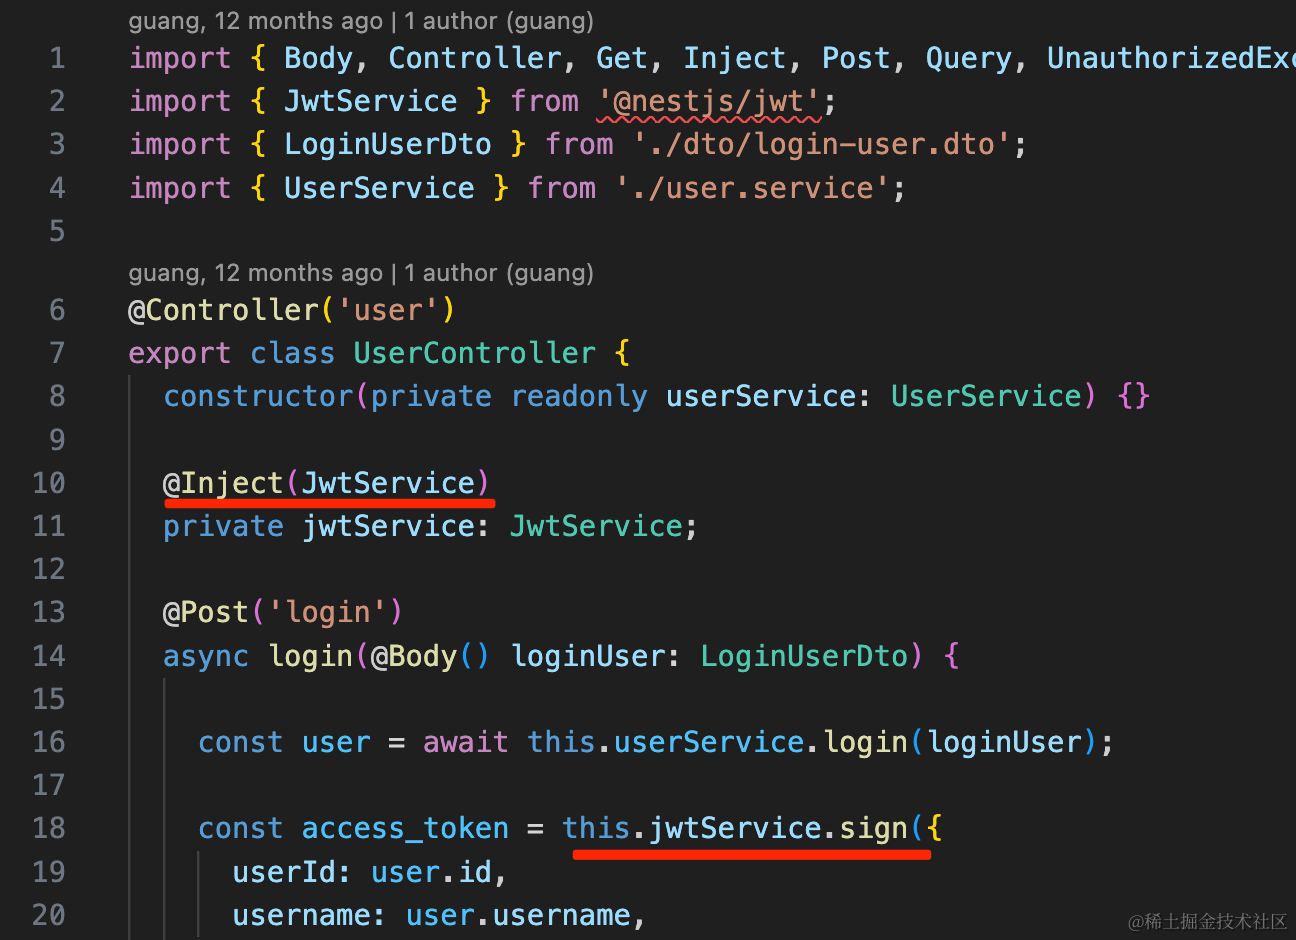 guang, 12 months ago | 1 author (guang)
1 import { Body, Controller, Get, Inject, Post, Query,
2 import { JwtService } from '@nestjs/jwt';
3 import { LoginUserDto } from './dto/login-user.dto';
4 import { UserService } from './user.service';
5
guang, 12 months ago | 1 author (guang)
6 @Controller('user')
7 export class UserController {
8 constructor(private readonly userService: UserService) {}
9
10 @Inject(JwtService)
11 private jwtService: JwtService;
12
13 @Post('login')
14 async login(@Body() loginUser: LoginUserDto) {
15
16 const user = await this.userService.login(loginUser);
17
18 const access_token = this.jwtService.sign({
19 userId: user.id,
20 username: user.username,
@稀土掘金技术社区